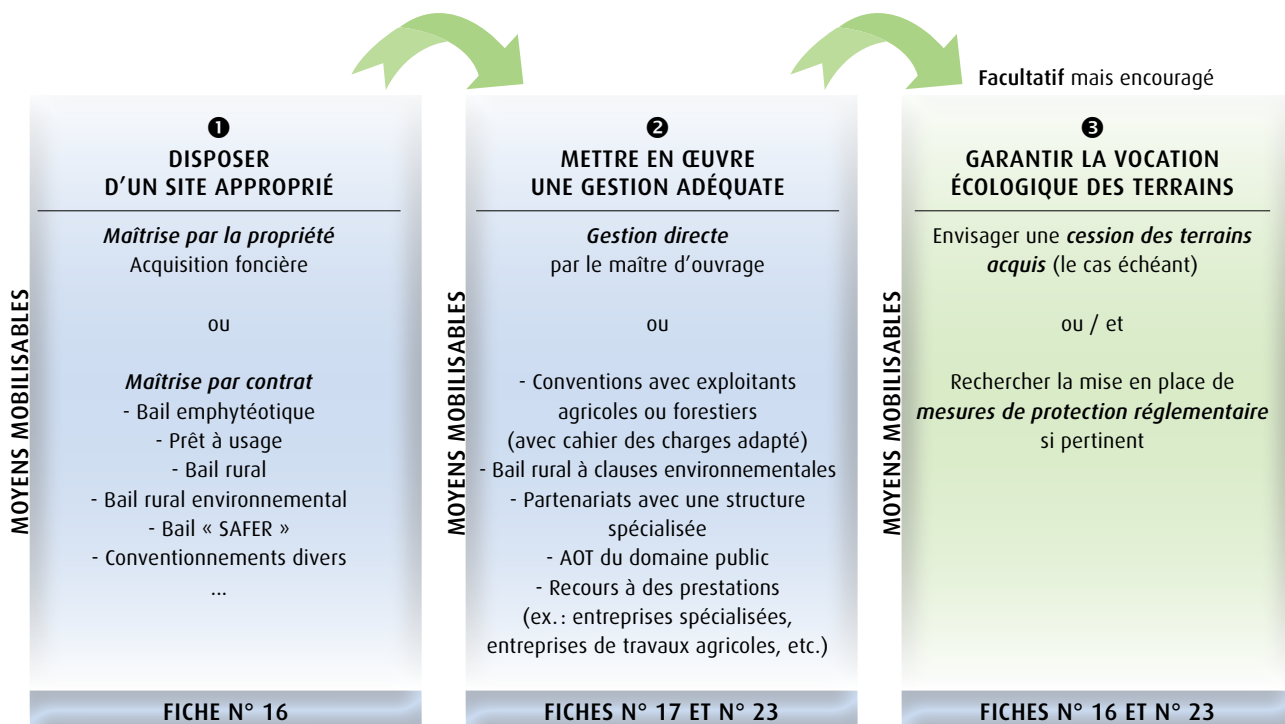 Facultatif mais encouragé
❶
DISPOSER
D'UN SITE APPROPRIÉ
MOYENS MOBILISABLES
Maîtrise par la propriété
Acquisition foncière
ou
Maîtrise par contrat
- Bail emphytéotique
- Prêt à usage
- Bail rural
- Bail rural environnemental
- Bail « SAFER »
- Conventionnements divers
...
FICHE N° 16
❷
METTRE EN ŒUVRE
UNE GESTION ADÉQUATE
MOYENS MOBILISABLES
Gestion directe
par le maître d'ouvrage
ou
- Conventions avec exploitants
agricoles ou forestiers
(avec cahier des charges adapté)
- Bail rural à clauses environnementales
- Partenariats avec une structure
spécialisée
- AOT du domaine public
- Recours à des prestations
(ex.: entreprises spécialisées,
entreprises de travaux agricoles, etc.)
FICHES N° 17 ET N° 23
❸
GARANTIR LA VOCATION
ÉCOLOGIQUE DES TERRAINS
MOYENS MOBILISABLES
Envisager une cession des terrains
acquis (le cas échéant)
ou / et
Rechercher la mise en place de
mesures de protection réglementaire
si pertinent
FICHES N° 16 ET N° 23